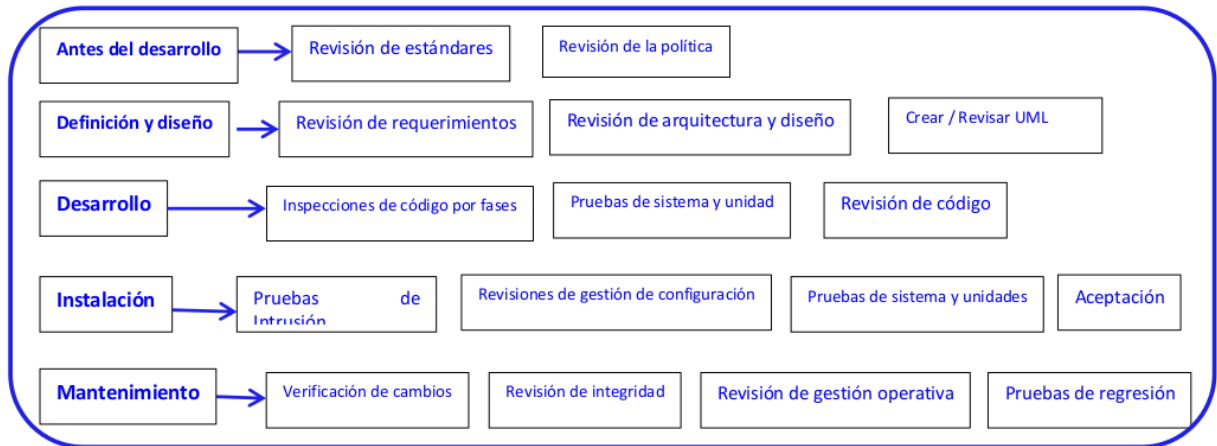 Antes del desarrollo
Revisión de estándares
Revisión de la política
Definición y diseño
Revisión de requerimientos
Revisión de arquitectura y diseño
Crear / Revisar UML
Desarrollo
Inspecciones de código por fases
Pruebas de sistema y unidad
Revisión de código
Instalación
Pruebas de
Intrusión
Revisiones de gestión de configuración
Pruebas de sistema y unidades
Aceptación
Mantenimiento
Verificación de cambios
Revisión de integridad
Revisión de gestión operativa
Pruebas de regresión